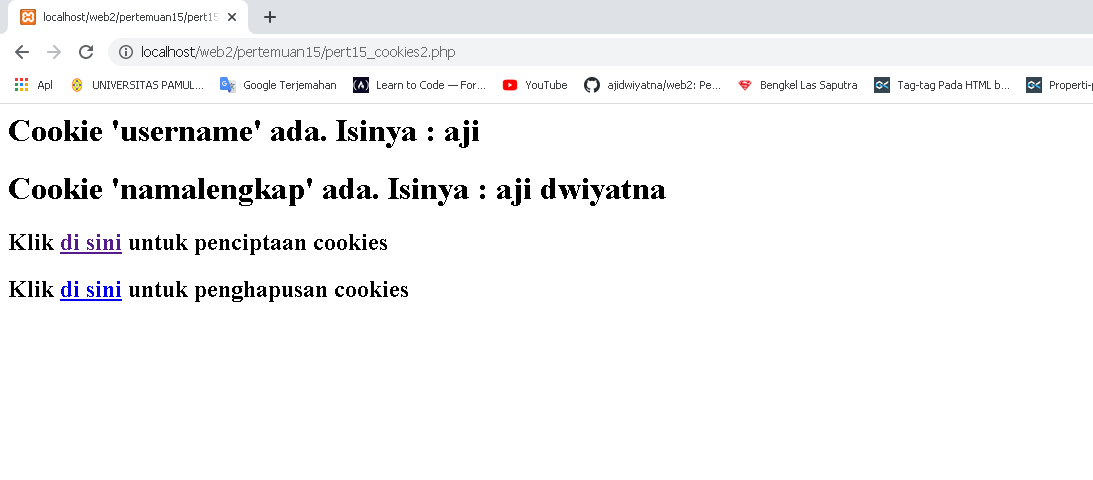 localhost/web2/pertemuan15/pert15
localhost/web2/pertemuan15/pert15_cookies2.php
Apl UNIVERSITAS PAMUL... Google Terjemahan Learn to Code — For... YouTube ajidwiyatna/web2: Pe... Bengkel Las Saputra Tag-tag Pada HTML b... Properti-p
Cookie 'username' ada. Isinya : aji
Cookie 'namalengkap' ada. Isinya : aji dwiyatna
Klik di sini untuk penciptaan cookies
Klik di sini untuk penghapusan cookies